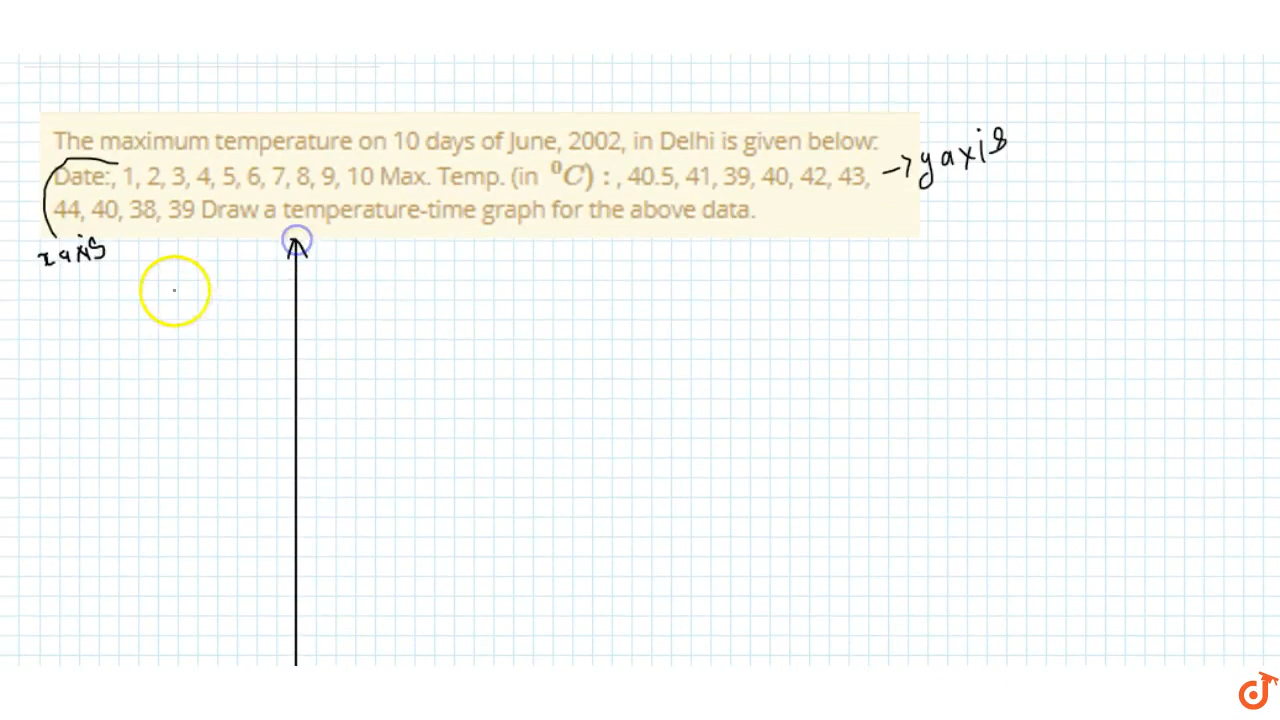 The maximum temperature on 10 days of June, 2002, in Delhi is given below:
Date:, 1, 2, 3, 4, 5, 6, 7, 8, 9, 10 Max. Temp. (in ⁰C) : , 40.5, 41, 39, 40, 42, 43,
→ y axis
44, 40, 38, 39 Draw a temperature-time graph for the above data.
x axis